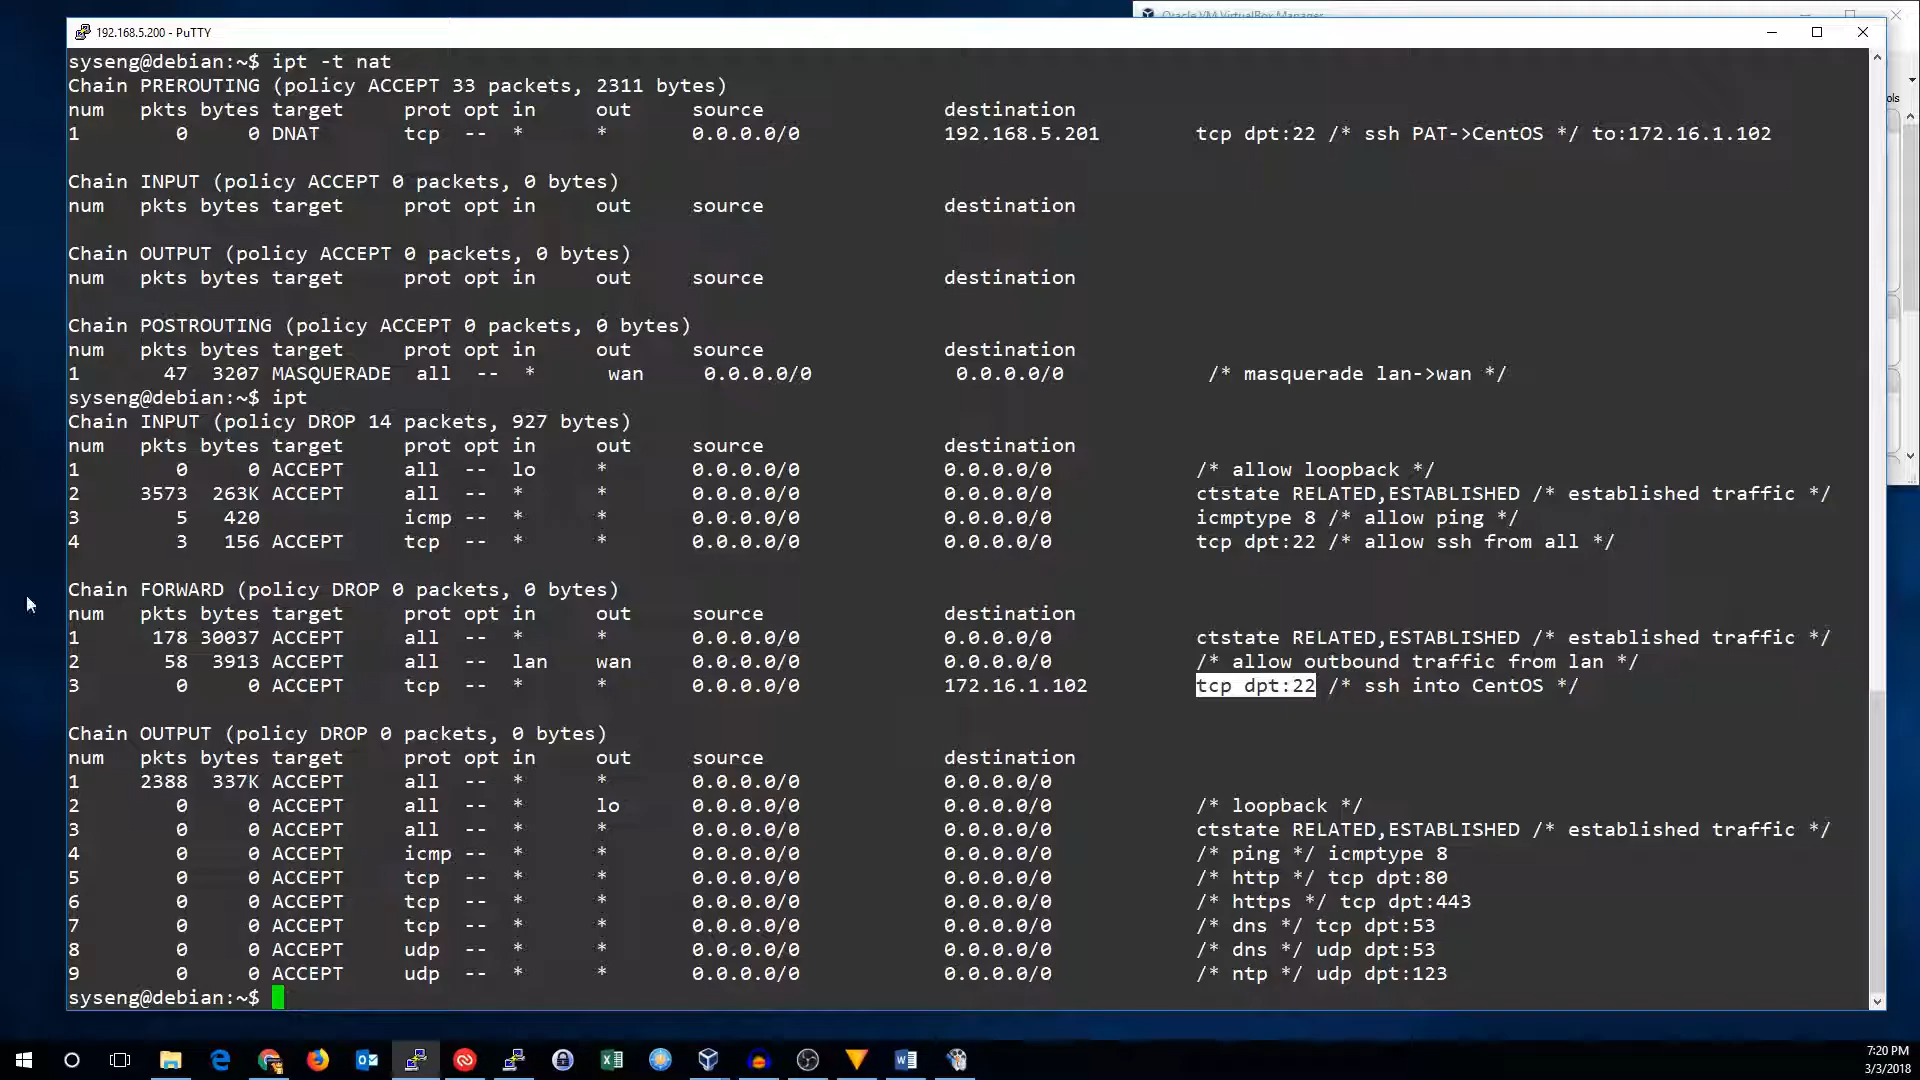 Oracle VM VirtualBox Manager
192.168.5.200 - PuTTY
syseng@debian:~$ ipt -t nat
Chain PREROUTING (policy ACCEPT 33 packets, 2311 bytes)
num   pkts bytes target     prot opt in     out     source               destination
1        0     0 DNAT       tcp  --  *      *       0.0.0.0/0            192.168.5.201        tcp dpt:22 /* ssh PAT->CentOS */ to:172.16.1.102
Chain INPUT (policy ACCEPT 0 packets, 0 bytes)
num   pkts bytes target     prot opt in     out     source               destination
Chain OUTPUT (policy ACCEPT 0 packets, 0 bytes)
num   pkts bytes target     prot opt in     out     source               destination
Chain POSTROUTING (policy ACCEPT 0 packets, 0 bytes)
num   pkts bytes target     prot opt in     out     source               destination
1       47  3207 MASQUERADE  all  --  *      wan     0.0.0.0/0            0.0.0.0/0            /* masquerade lan->wan */
syseng@debian:~$ ipt
Chain INPUT (policy DROP 14 packets, 927 bytes)
num   pkts bytes target     prot opt in     out     source               destination
1        0     0 ACCEPT     all  --  lo     *       0.0.0.0/0            0.0.0.0/0            /* allow loopback */
2     3573  263K ACCEPT     all  --  *      *       0.0.0.0/0            0.0.0.0/0            ctstate RELATED,ESTABLISHED /* established traffic */
3        5   420            icmp --  *      *       0.0.0.0/0            0.0.0.0/0            icmptype 8 /* allow ping */
4        3   156 ACCEPT     tcp  --  *      *       0.0.0.0/0            0.0.0.0/0            tcp dpt:22 /* allow ssh from all */
Chain FORWARD (policy DROP 0 packets, 0 bytes)
num   pkts bytes target     prot opt in     out     source               destination
1      178 30037 ACCEPT     all  --  *      *       0.0.0.0/0            0.0.0.0/0            ctstate RELATED,ESTABLISHED /* established traffic */
2       58  3913 ACCEPT     all  --  lan    wan     0.0.0.0/0            0.0.0.0/0            /* allow outbound traffic from lan */
3        0     0 ACCEPT     tcp  --  *      *       0.0.0.0/0            172.16.1.102         tcp dpt:22 /* ssh into CentOS */
Chain OUTPUT (policy DROP 0 packets, 0 bytes)
num   pkts bytes target     prot opt in     out     source               destination
1     2388  337K ACCEPT     all  --  *      *       0.0.0.0/0            0.0.0.0/0
2        0     0 ACCEPT     all  --  *      lo      0.0.0.0/0            0.0.0.0/0            /* loopback */
3        0     0 ACCEPT     all  --  *      *       0.0.0.0/0            0.0.0.0/0            ctstate RELATED,ESTABLISHED /* established traffic */
4        0     0 ACCEPT     icmp --  *      *       0.0.0.0/0            0.0.0.0/0            /* ping */ icmptype 8
5        0     0 ACCEPT     tcp  --  *      *       0.0.0.0/0            0.0.0.0/0            /* http */ tcp dpt:80
6        0     0 ACCEPT     tcp  --  *      *       0.0.0.0/0            0.0.0.0/0            /* https */ tcp dpt:443
7        0     0 ACCEPT     tcp  --  *      *       0.0.0.0/0            0.0.0.0/0            /* dns */ tcp dpt:53
8        0     0 ACCEPT     udp  --  *      *       0.0.0.0/0            0.0.0.0/0            /* dns */ udp dpt:53
9        0     0 ACCEPT     udp  --  *      *       0.0.0.0/0            0.0.0.0/0            /* ntp */ udp dpt:123
syseng@debian:~$
ols
7:20 PM
3/3/2018